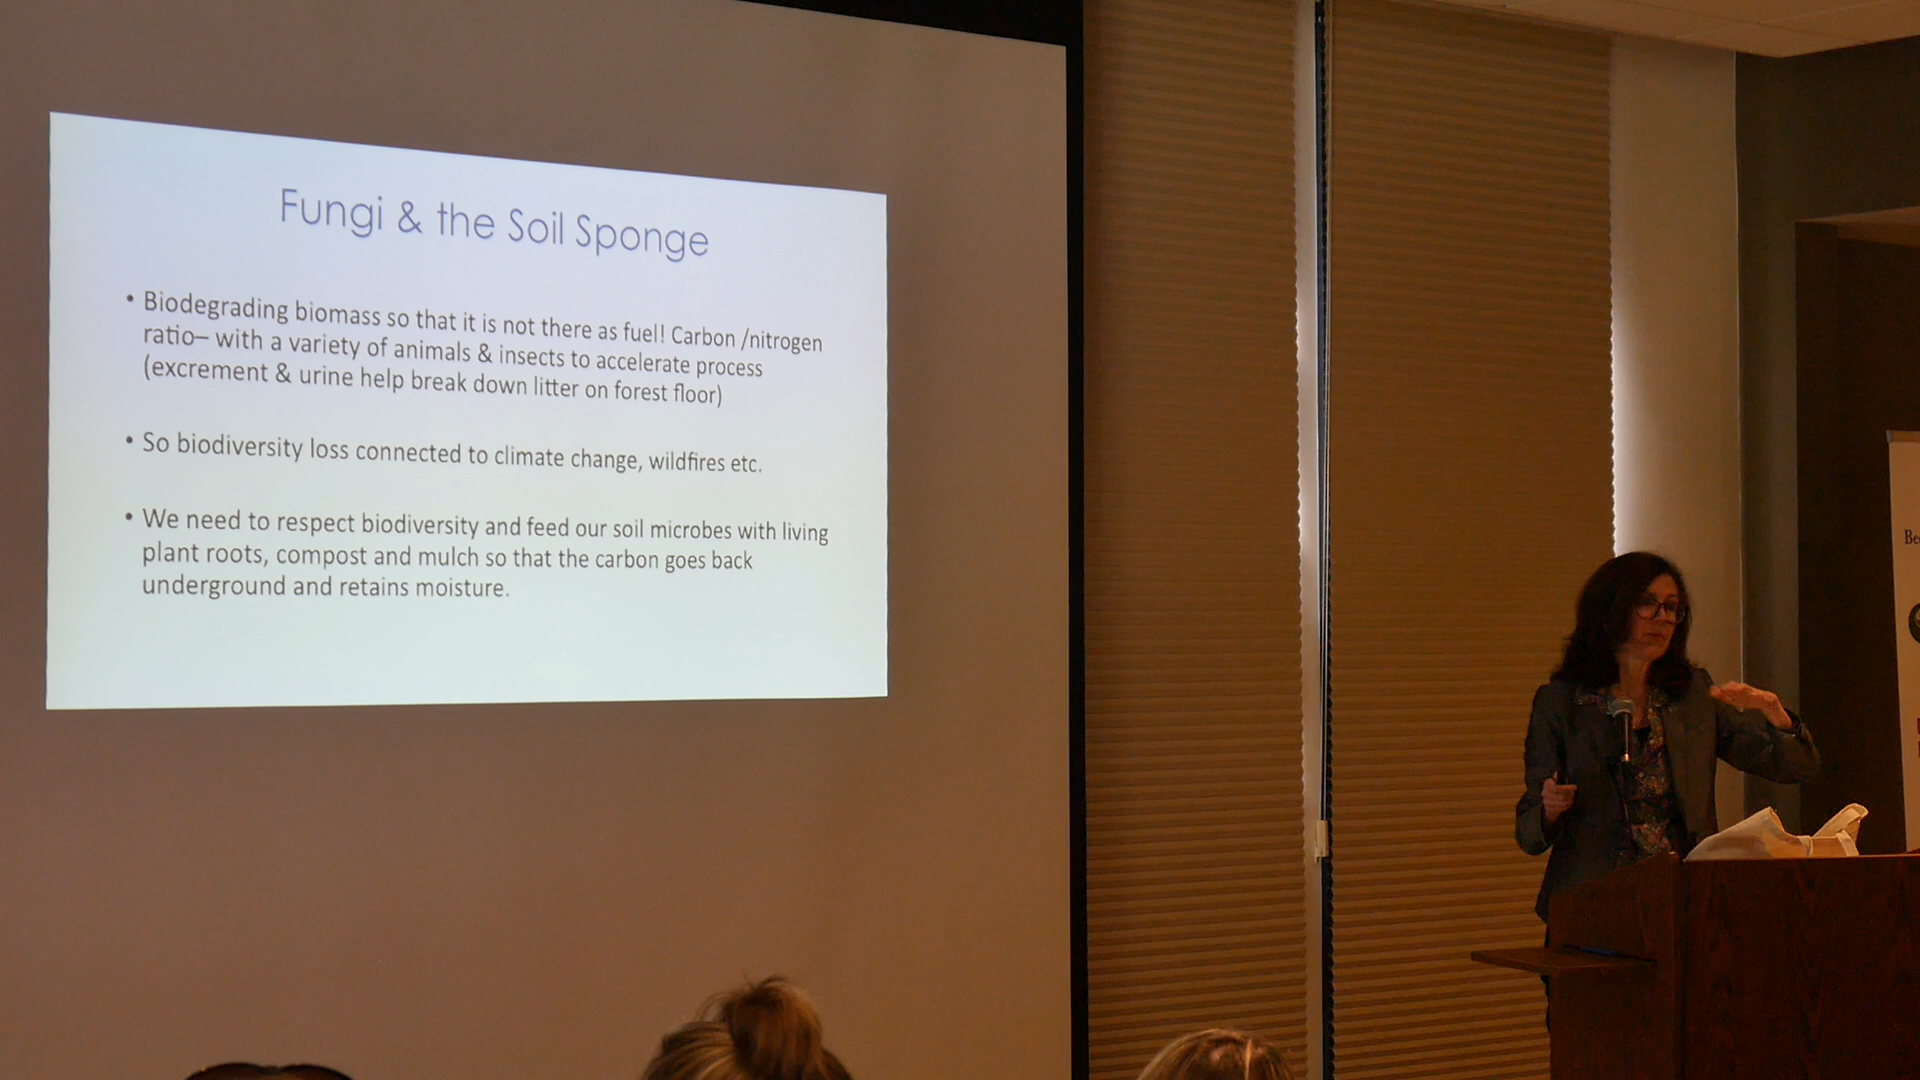 Fungi & the Soil Sponge
• Biodegrading biomass so that it is not there as fuel! Carbon /nitrogen
ratio– with a variety of animals & insects to accelerate process
(excrement & urine help break down litter on forest floor)
• So biodiversity loss connected to climate change, wildfires etc.
• We need to respect biodiversity and feed our soil microbes with living
plant roots, compost and mulch so that the carbon goes back
underground and retains moisture.